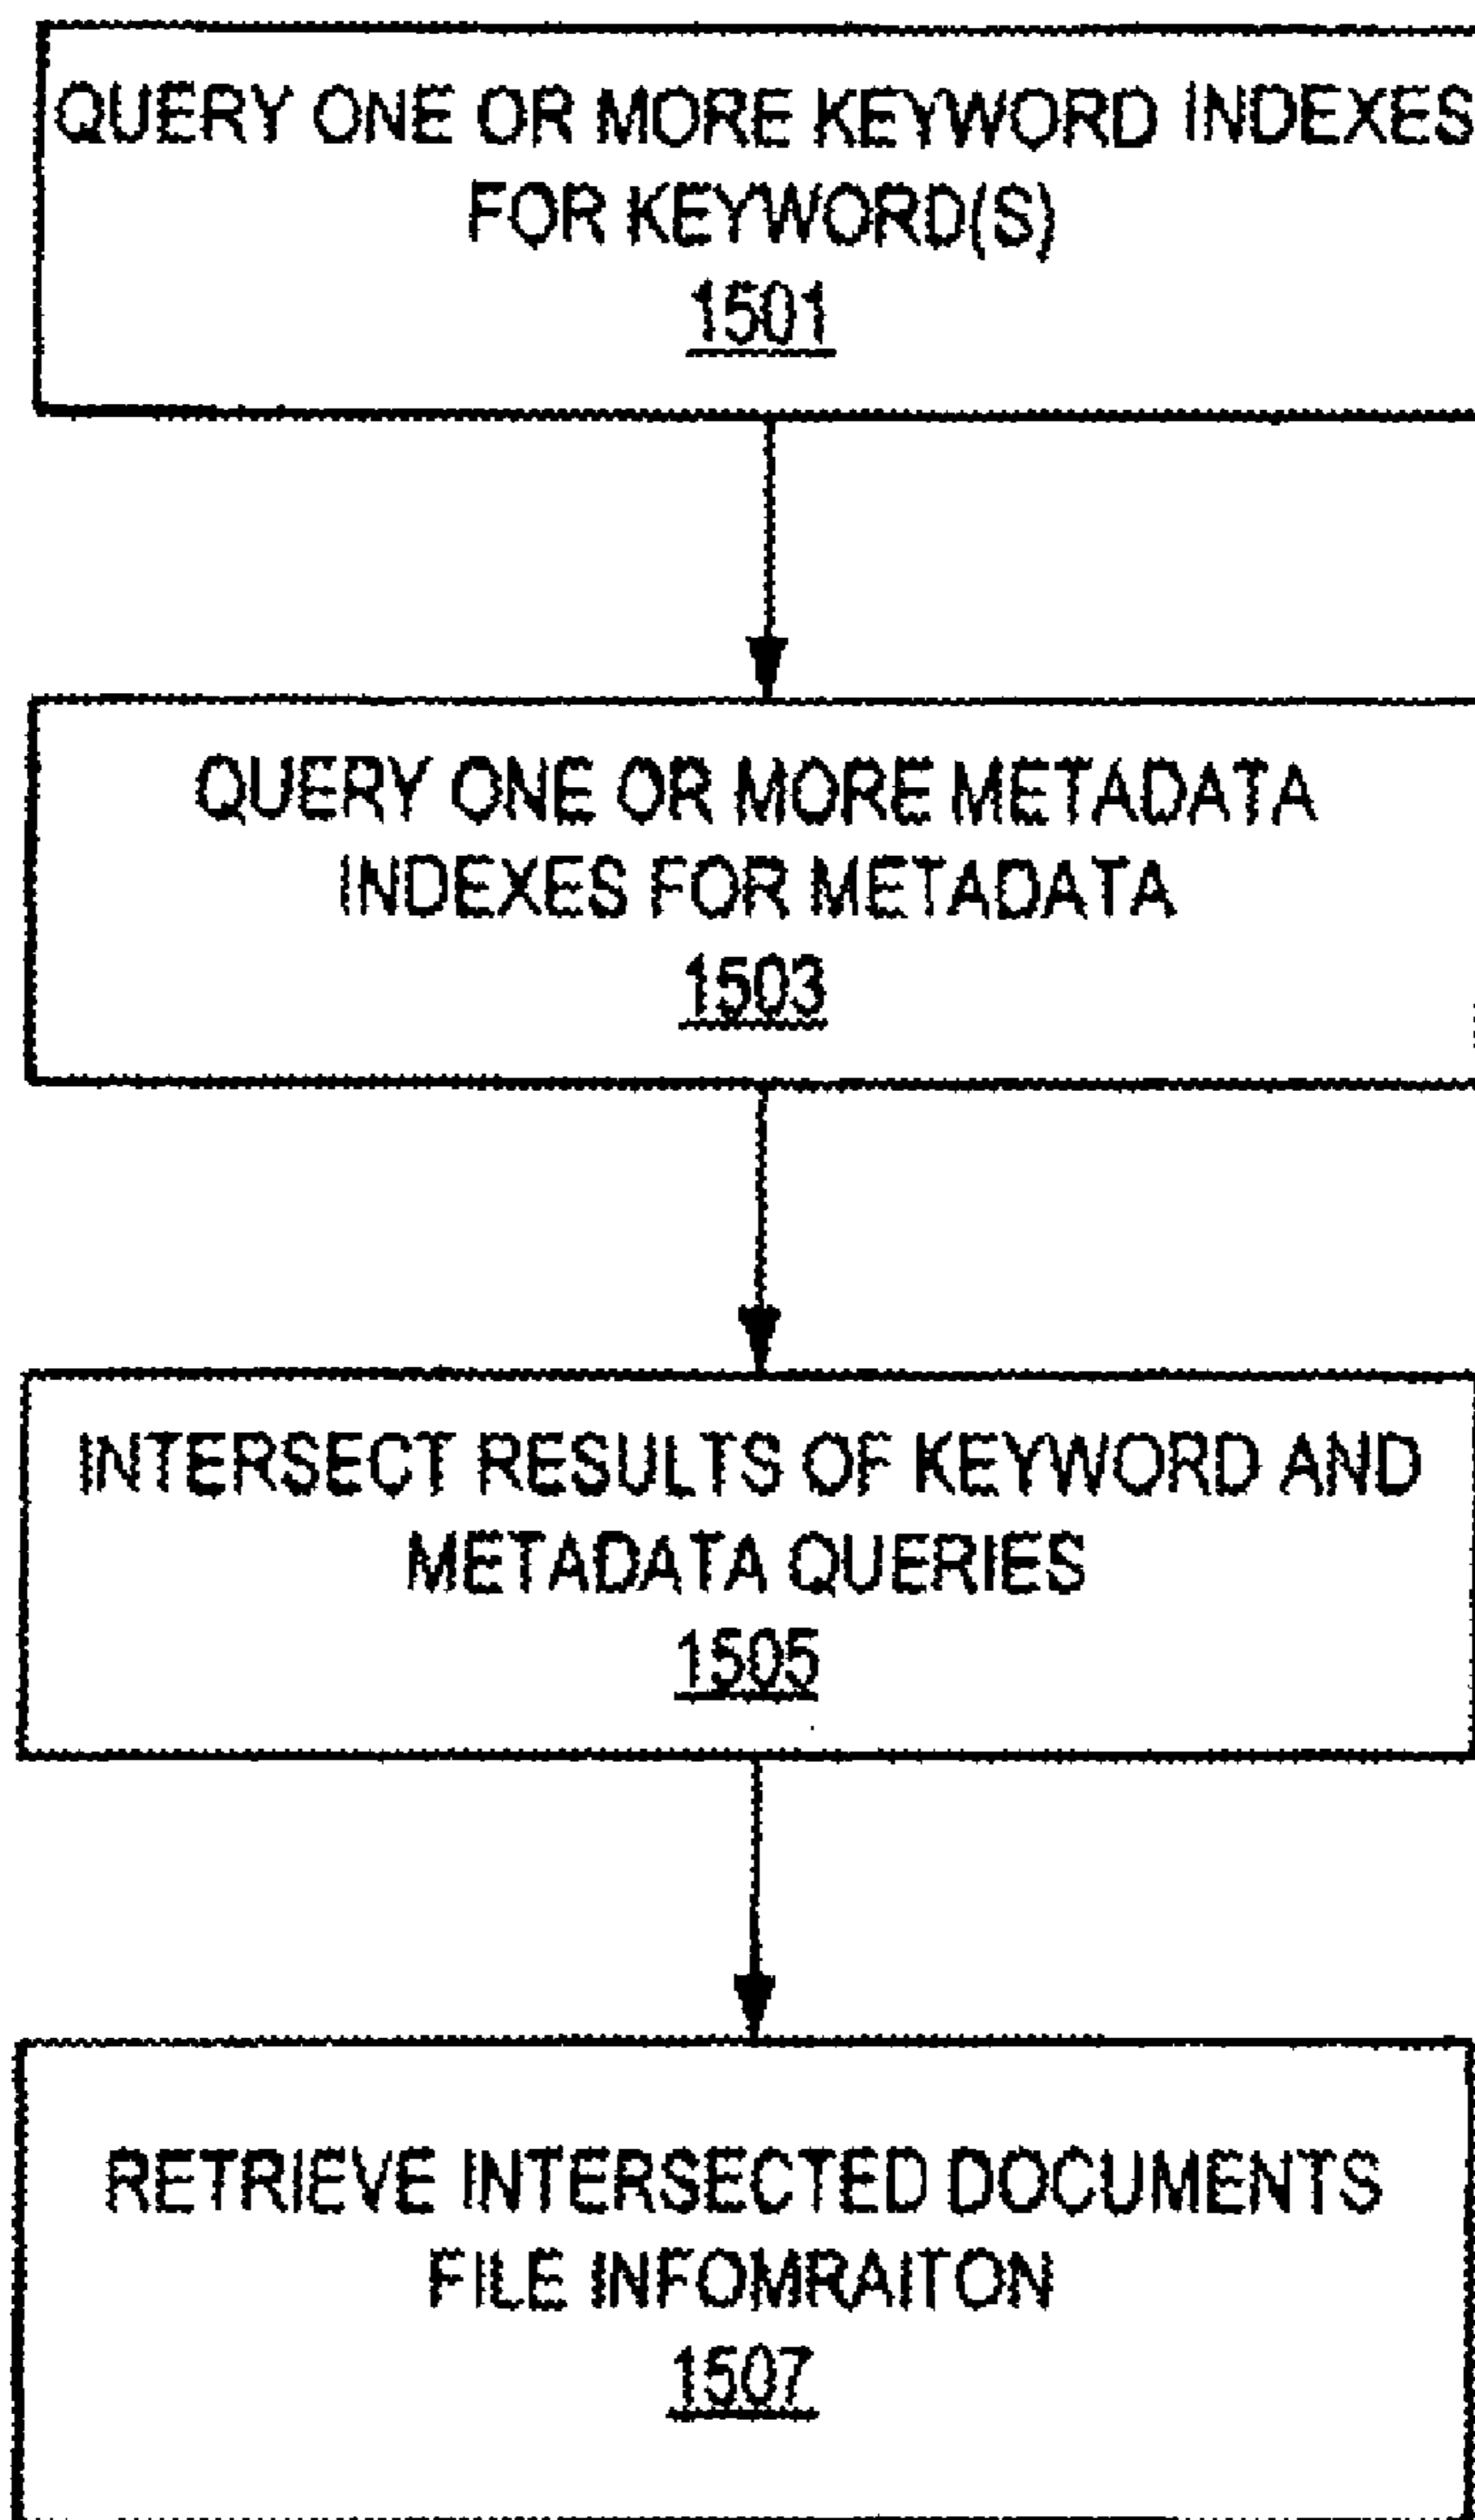 QUERY ONE OR MORE KEYWORD INDEXES
FOR KEYWORD(S)
1501
QUERY ONE OR MORE METADATA
INDEXES FOR METADATA
1503
INTERSECT RESULTS OF KEYWORD AND
METADATA QUERIES
1505
RETRIEVE INTERSECTED DOCUMENTS
FILE INFOMRAITON
1507